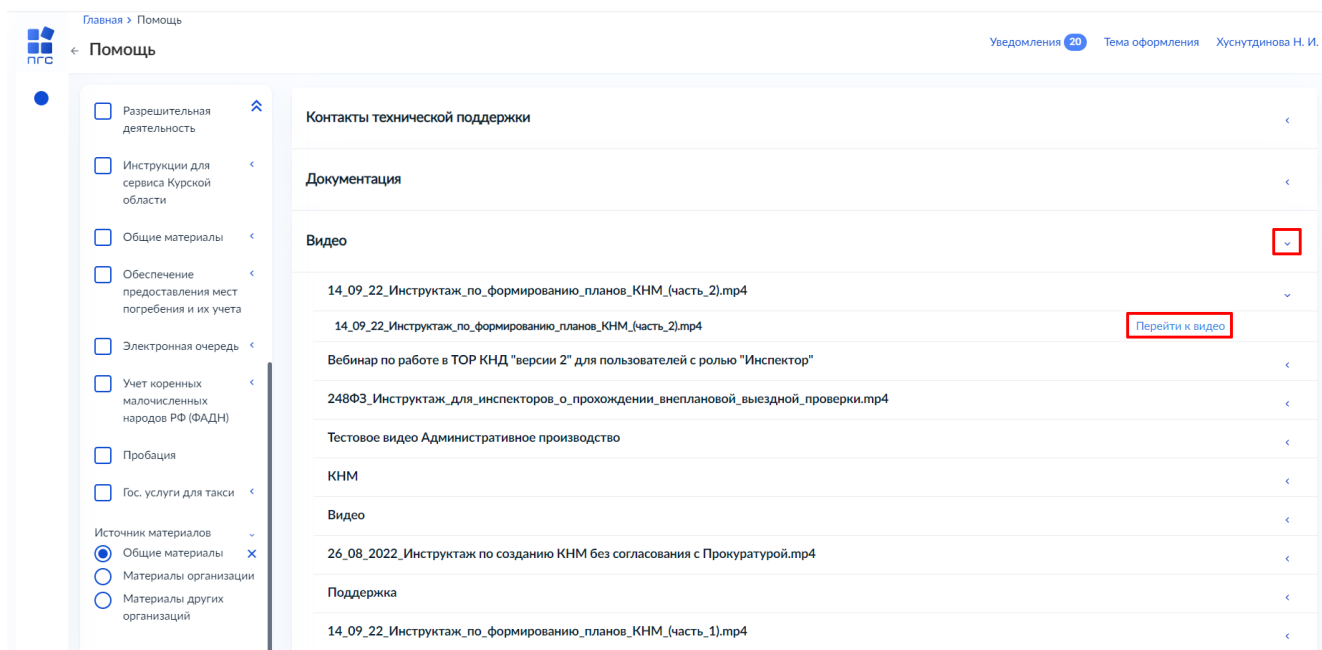 Главная > Помощь
← Помощь
Уведомления 20 Тема оформления Хуснутдинова Н. И.
ПГС
Разрешительная
деятельность
Инструкции для
сервиса Курской
области
Общие материалы
Обеспечение
предоставления мест
погребения и их учета
Электронная очередь
Учет коренных
малочисленных
народов РФ (ФАДН)
Пробация
Гос. услуги для такси
Источник материалов
Общие материалы
Материалы организации
Материалы других
организаций
Контакты технической поддержки
Документация
Видео
14_09_22_Инструктаж_по_формированию_планов_КНМ_(часть_2).mp4
14_09_22_Инструктаж_по_формированию_планов_КНМ_(часть_2).mp4 Перейти к видео
Вебинар по работе в ТОР КНД "версии 2" для пользователей с ролью "Инспектор"
248ФЗ_Инструктаж_для_инспекторов_о_прохождении_внеплановой_выездной_проверки.mp4
Тестовое видео Административное производство
КНМ
Видео
26_08_2022_Инструктаж по созданию КНМ без согласования с Прокуратурой.mp4
Поддержка
14_09_22_Инструктаж_по_формированию_планов_КНМ_(часть_1).mp4